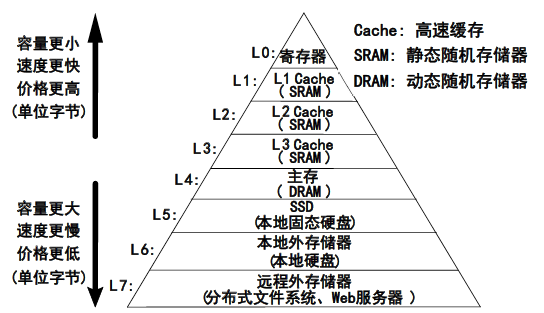 Cache: 高速缓存
SRAM: 静态随机存储器
DRAM: 动态随机存储器
容量更小
速度更快
价格更高
(单位字节)
容量更大
速度更慢
价格更低
(单位字节)
L0: 寄存器
L1: L1 Cache
( SRAM )
L2: L2 Cache
( SRAM )
L3: L3 Cache
( SRAM )
L4: 主存
( DRAM )
L5: SSD
(本地固态硬盘)
L6: 本地外存储器
(本地硬盘)
L7: 远程外存储器
(分布式文件系统、Web服务器 )